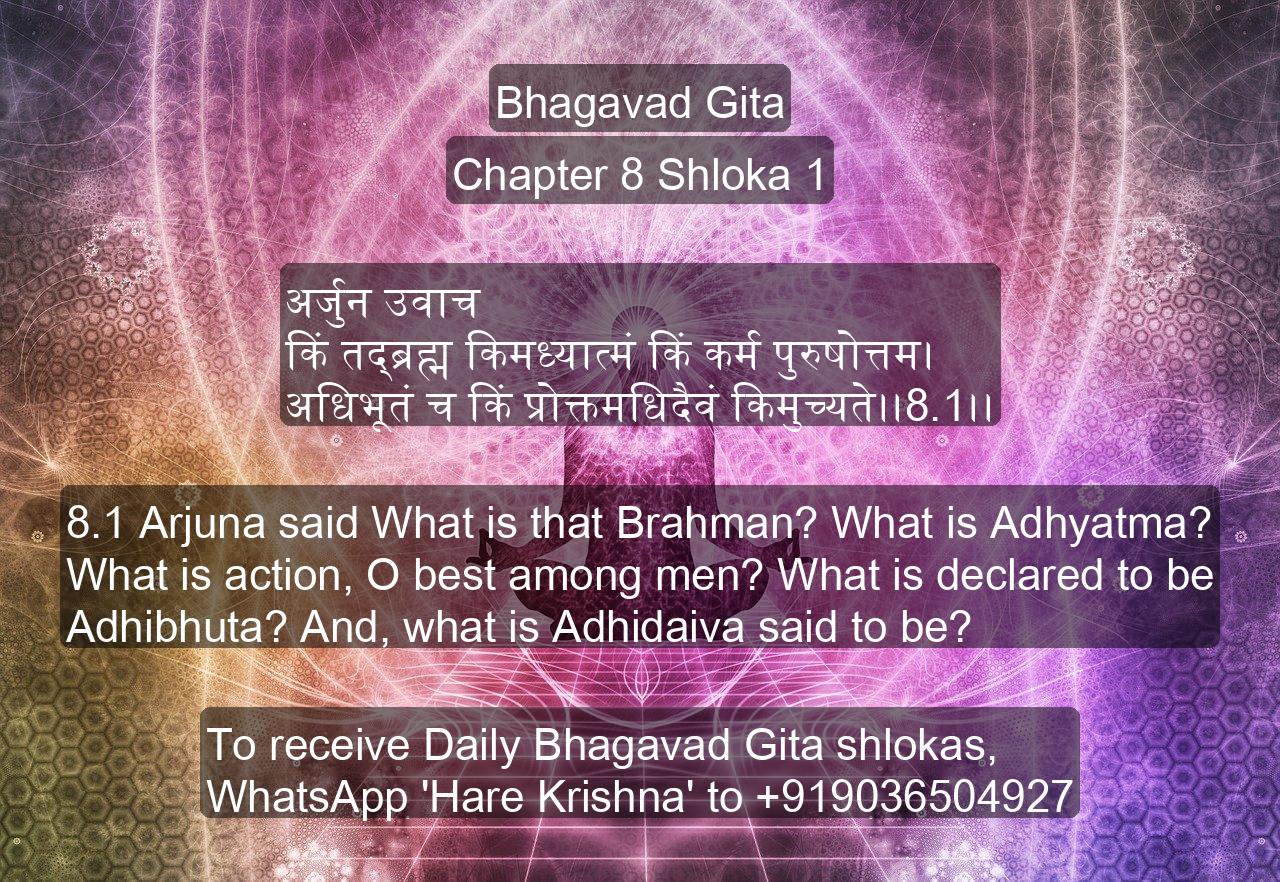 Bhagavad Gita
Chapter 8 Shloka 1
अर्जुन उवाच
किं तद्ब्रह्म किमध्यात्मं किं कर्म पुरुषोत्तम।
अधिभूतं च किं प्रोक्तमधिदैवं किमुच्यते।।8.1।।
8.1 Arjuna said What is that Brahman? What is Adhyatma?
What is action, O best among men? What is declared to be
Adhibhuta? And, what is Adhidaiva said to be?
To receive Daily Bhagavad Gita shlokas,
WhatsApp 'Hare Krishna' to +919036504927